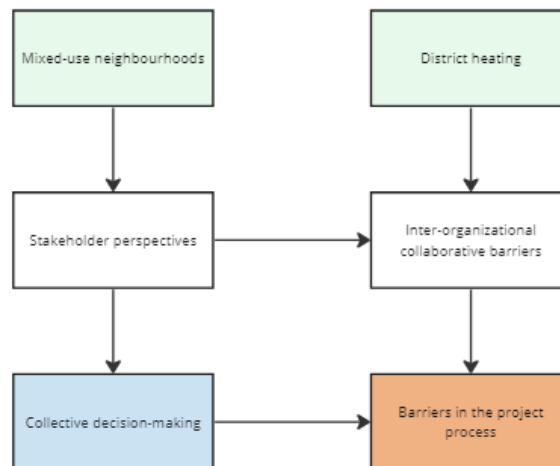 Mixed-use neighbourhoods
District heating
Stakeholder perspectives
Inter-organizational
collaborative barriers
Collective decision-making
Barriers in the project
process